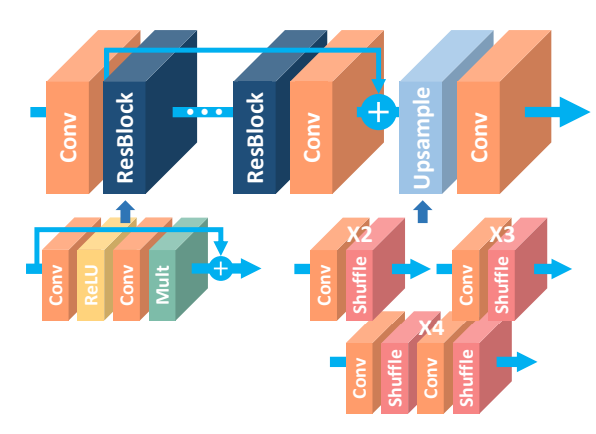 Conv
ResBlock
ResBlock
Conv
Upsample
Conv
Conv
ReLU
Conv
Mult
X2
Conv
Shuffle
X3
Conv
Shuffle
X4
Conv
Shuffle
Conv
Shuffle